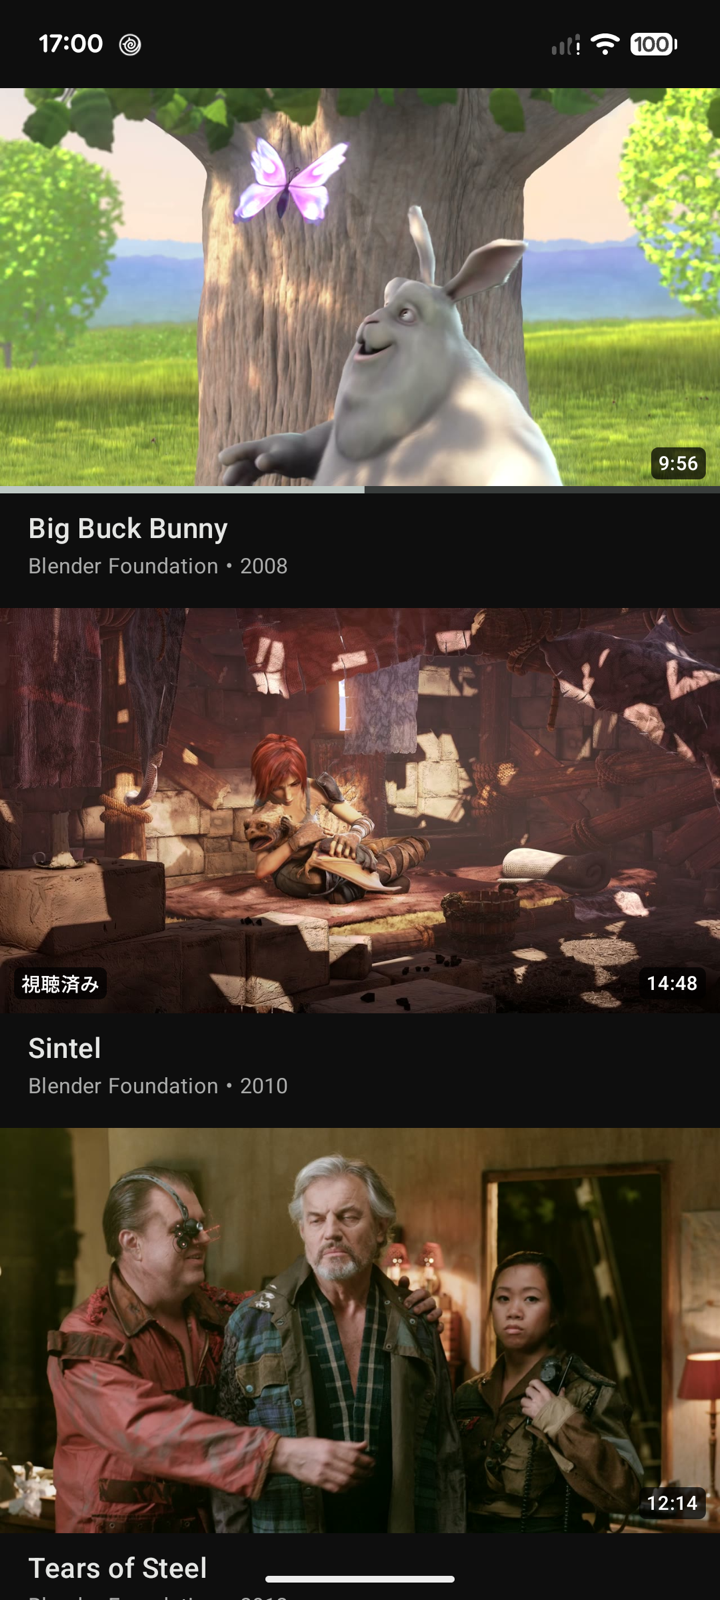 17:00
100
9:56
Big Buck Bunny
Blender Foundation • 2008
視聴済み
14:48
Sintel
Blender Foundation • 2010
12:14
Tears of Steel